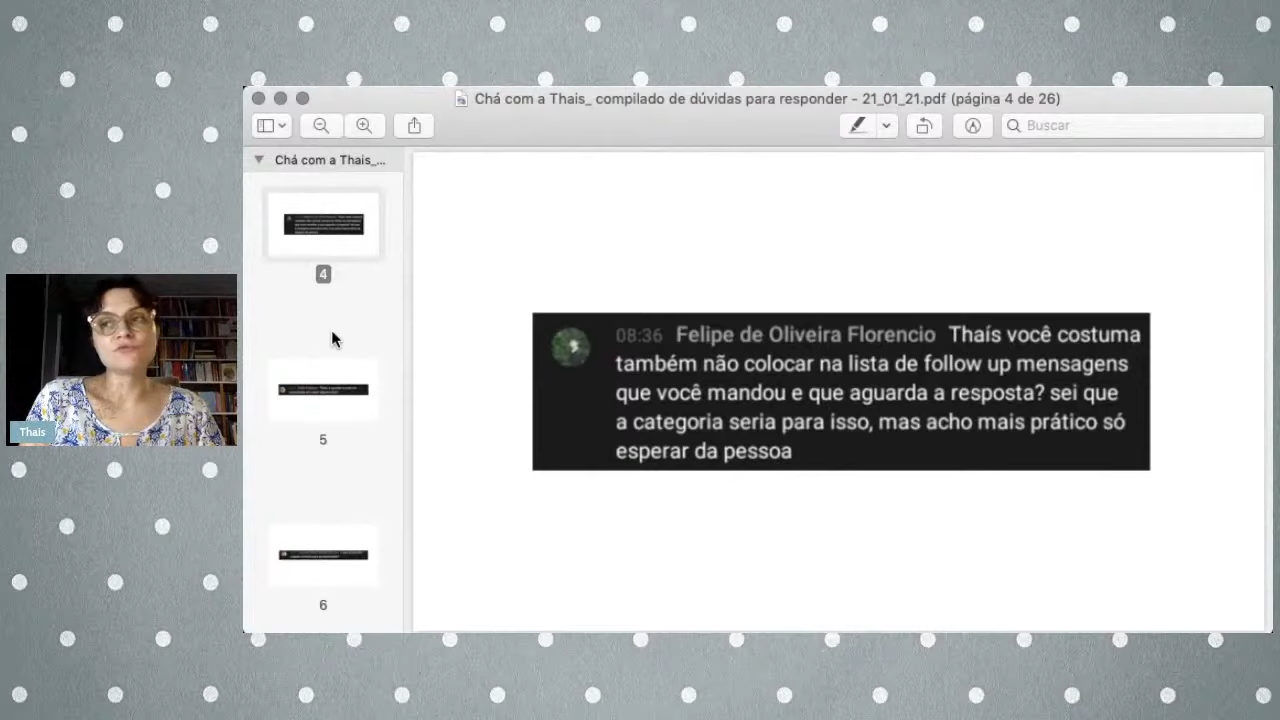 Chá com a Thais_ compilado de dúvidas para responder - 21_01_21.pdf (página 4 de 26)
Buscar
Chá com a Thais_...
4
5
6
Thais
08:36 Felipe de Oliveira Florencio Thaís você costuma
também não colocar na lista de follow up mensagens
que você mandou e que aguarda a resposta? sei que
a categoria seria para isso, mas acho mais prático só
esperar da pessoa